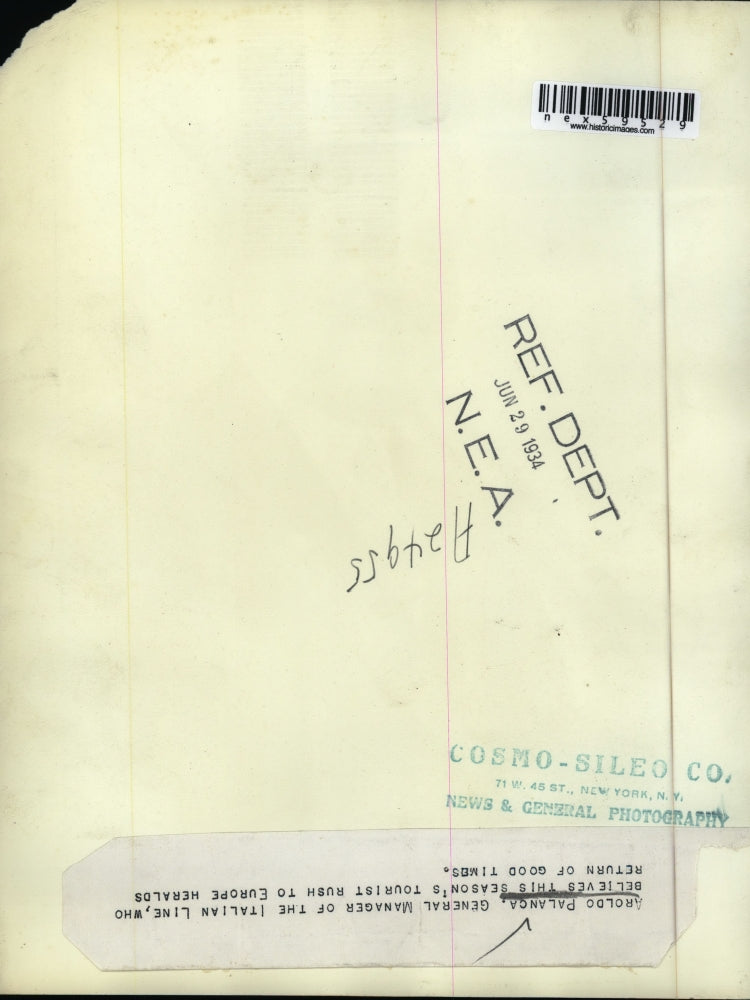 nex59529
www.historicimages.com
REF. DEPT.
JUN 29 1934
N.E.A.
A24955
COSMO-SILEO CO.
71 W. 45 ST., NEW YORK, N.Y.
NEWS & GENERAL PHOTOGRAPHY
AROLDO PALANCA, GENERAL MANAGER OF THE ITALIAN LINE, WHO
BELIEVES THIS SEASON'S TOURIST RUSH TO EUROPE HERALDS
RETURN OF GOOD TIMES.